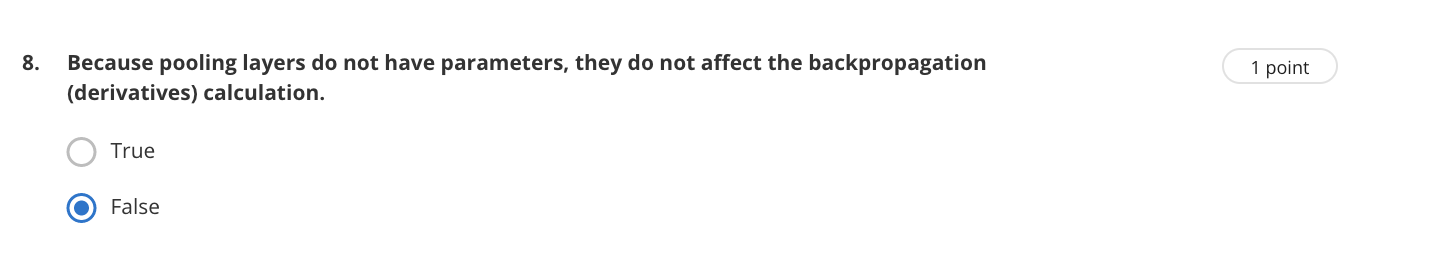 8. Because pooling layers do not have parameters, they do not affect the backpropagation
(derivatives) calculation.
1 point
True
False